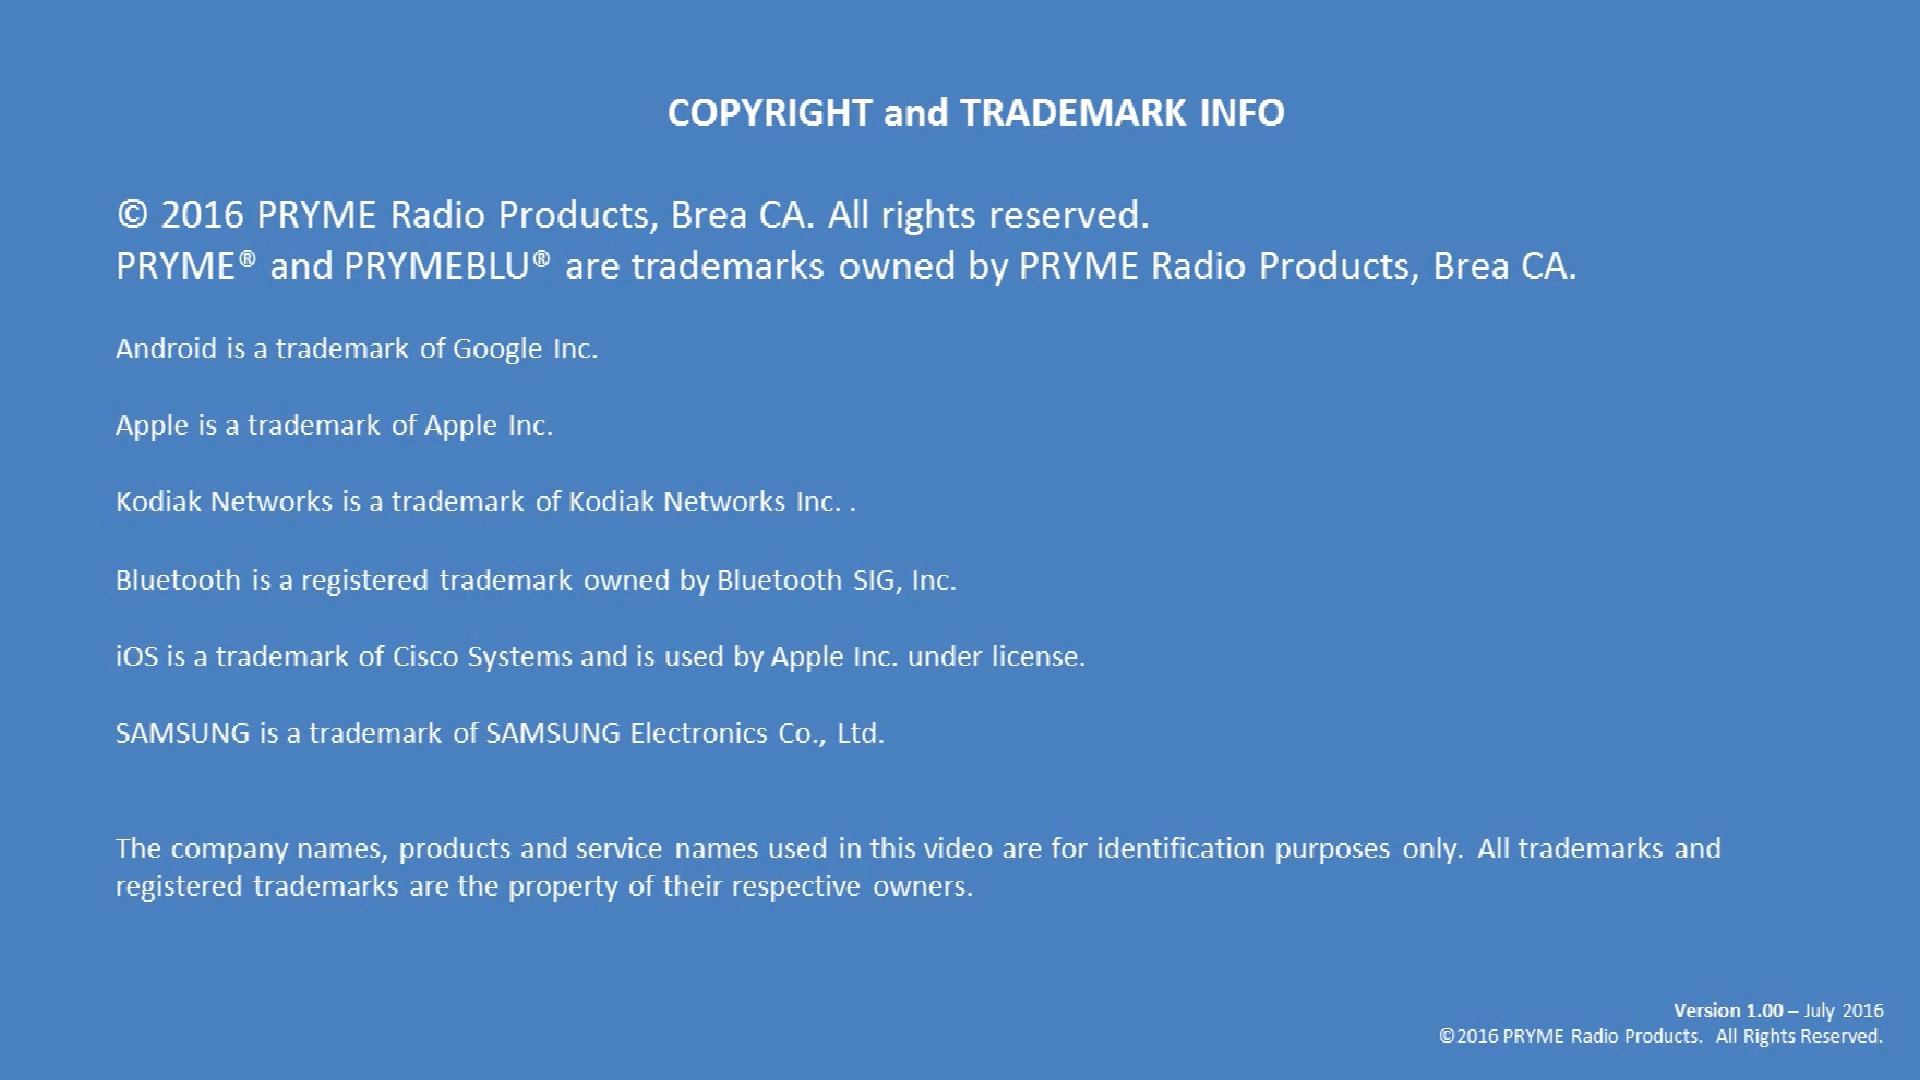 COPYRIGHT and TRADEMARK INFO
© 2016 PRYME Radio Products, Brea CA. All rights reserved.
PRYME® and PRYMEBLU® are trademarks owned by PRYME Radio Products, Brea CA.
Android is a trademark of Google Inc.
Apple is a trademark of Apple Inc.
Kodiak Networks is a trademark of Kodiak Networks Inc. .
Bluetooth is a registered trademark owned by Bluetooth SIG, Inc.
iOS is a trademark of Cisco Systems and is used by Apple Inc. under license.
SAMSUNG is a trademark of SAMSUNG Electronics Co., Ltd.
The company names, products and service names used in this video are for identification purposes only. All trademarks and
registered trademarks are the property of their respective owners.
Version 1.00 – July 2016
©2016 PRYME Radio Products. All Rights Reserved.